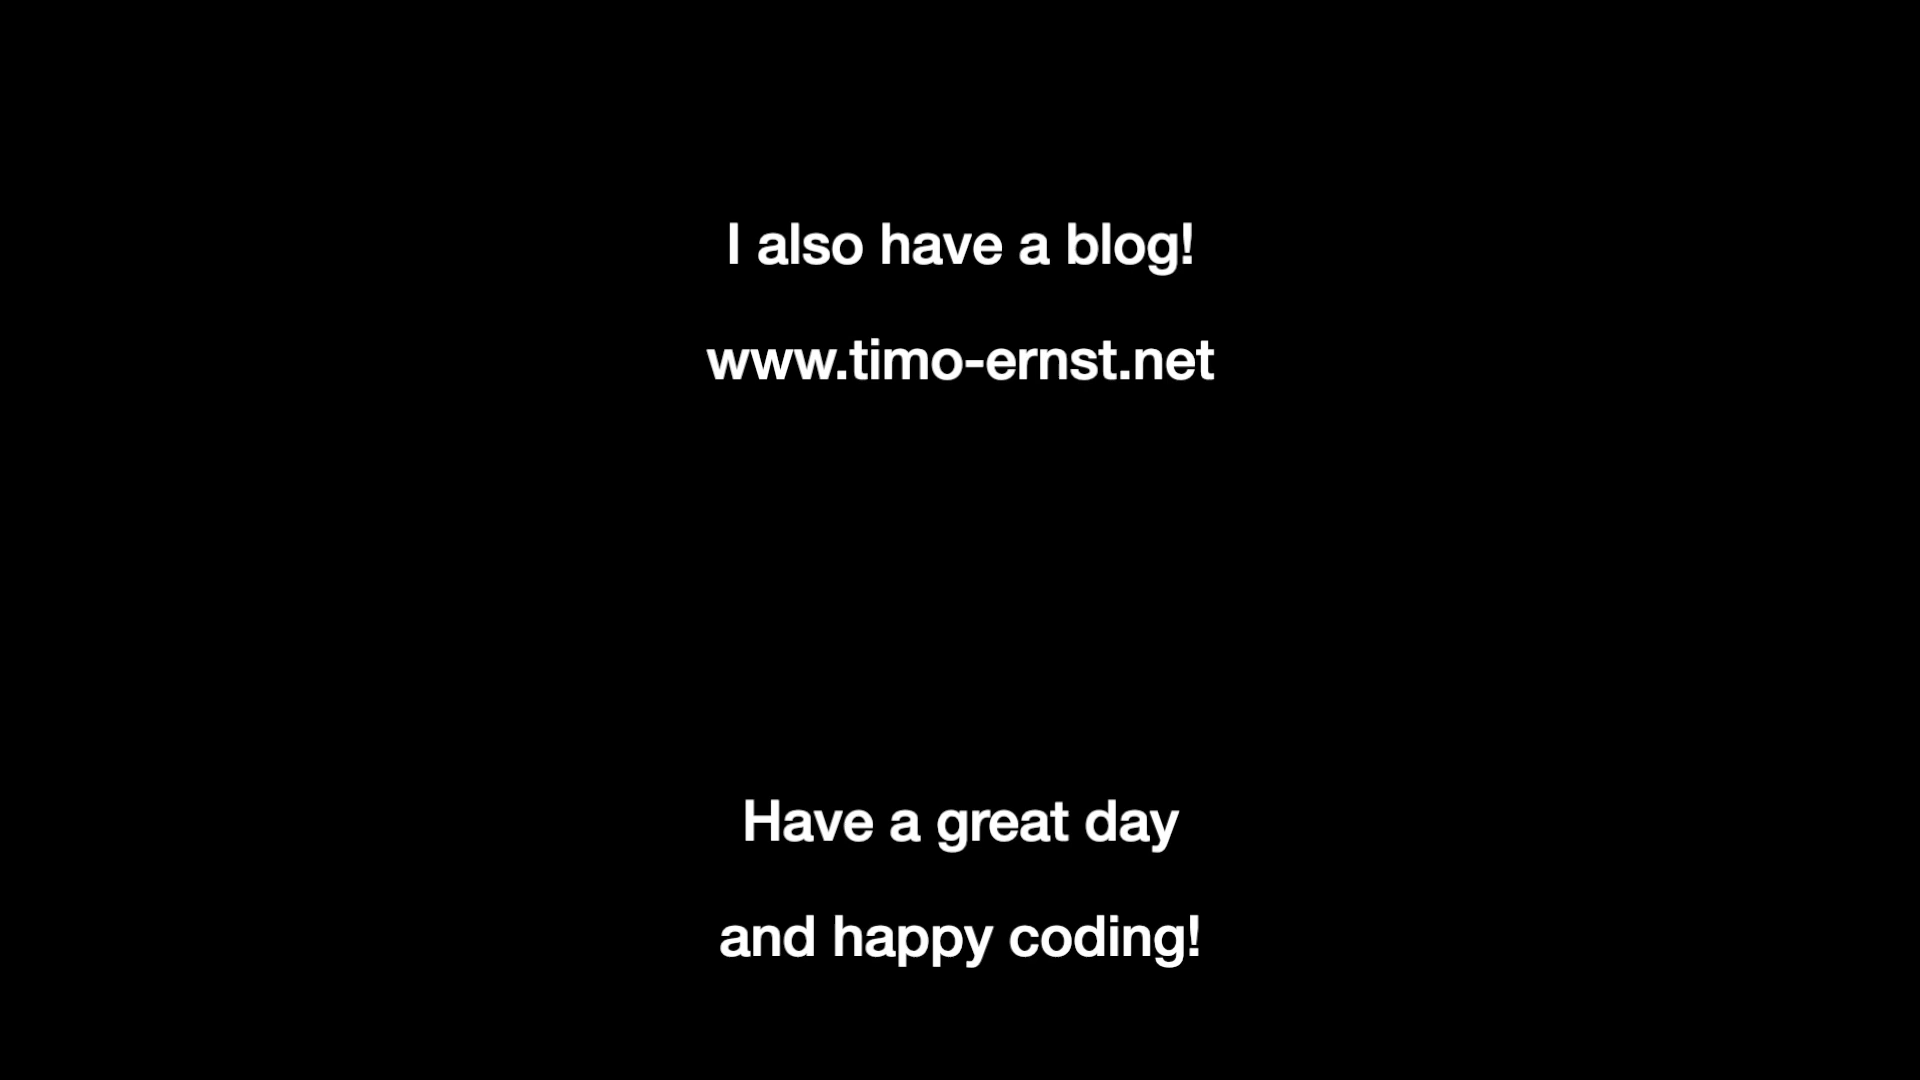 I also have a blog!
www.timo-ernst.net
Have a great day
and happy coding!